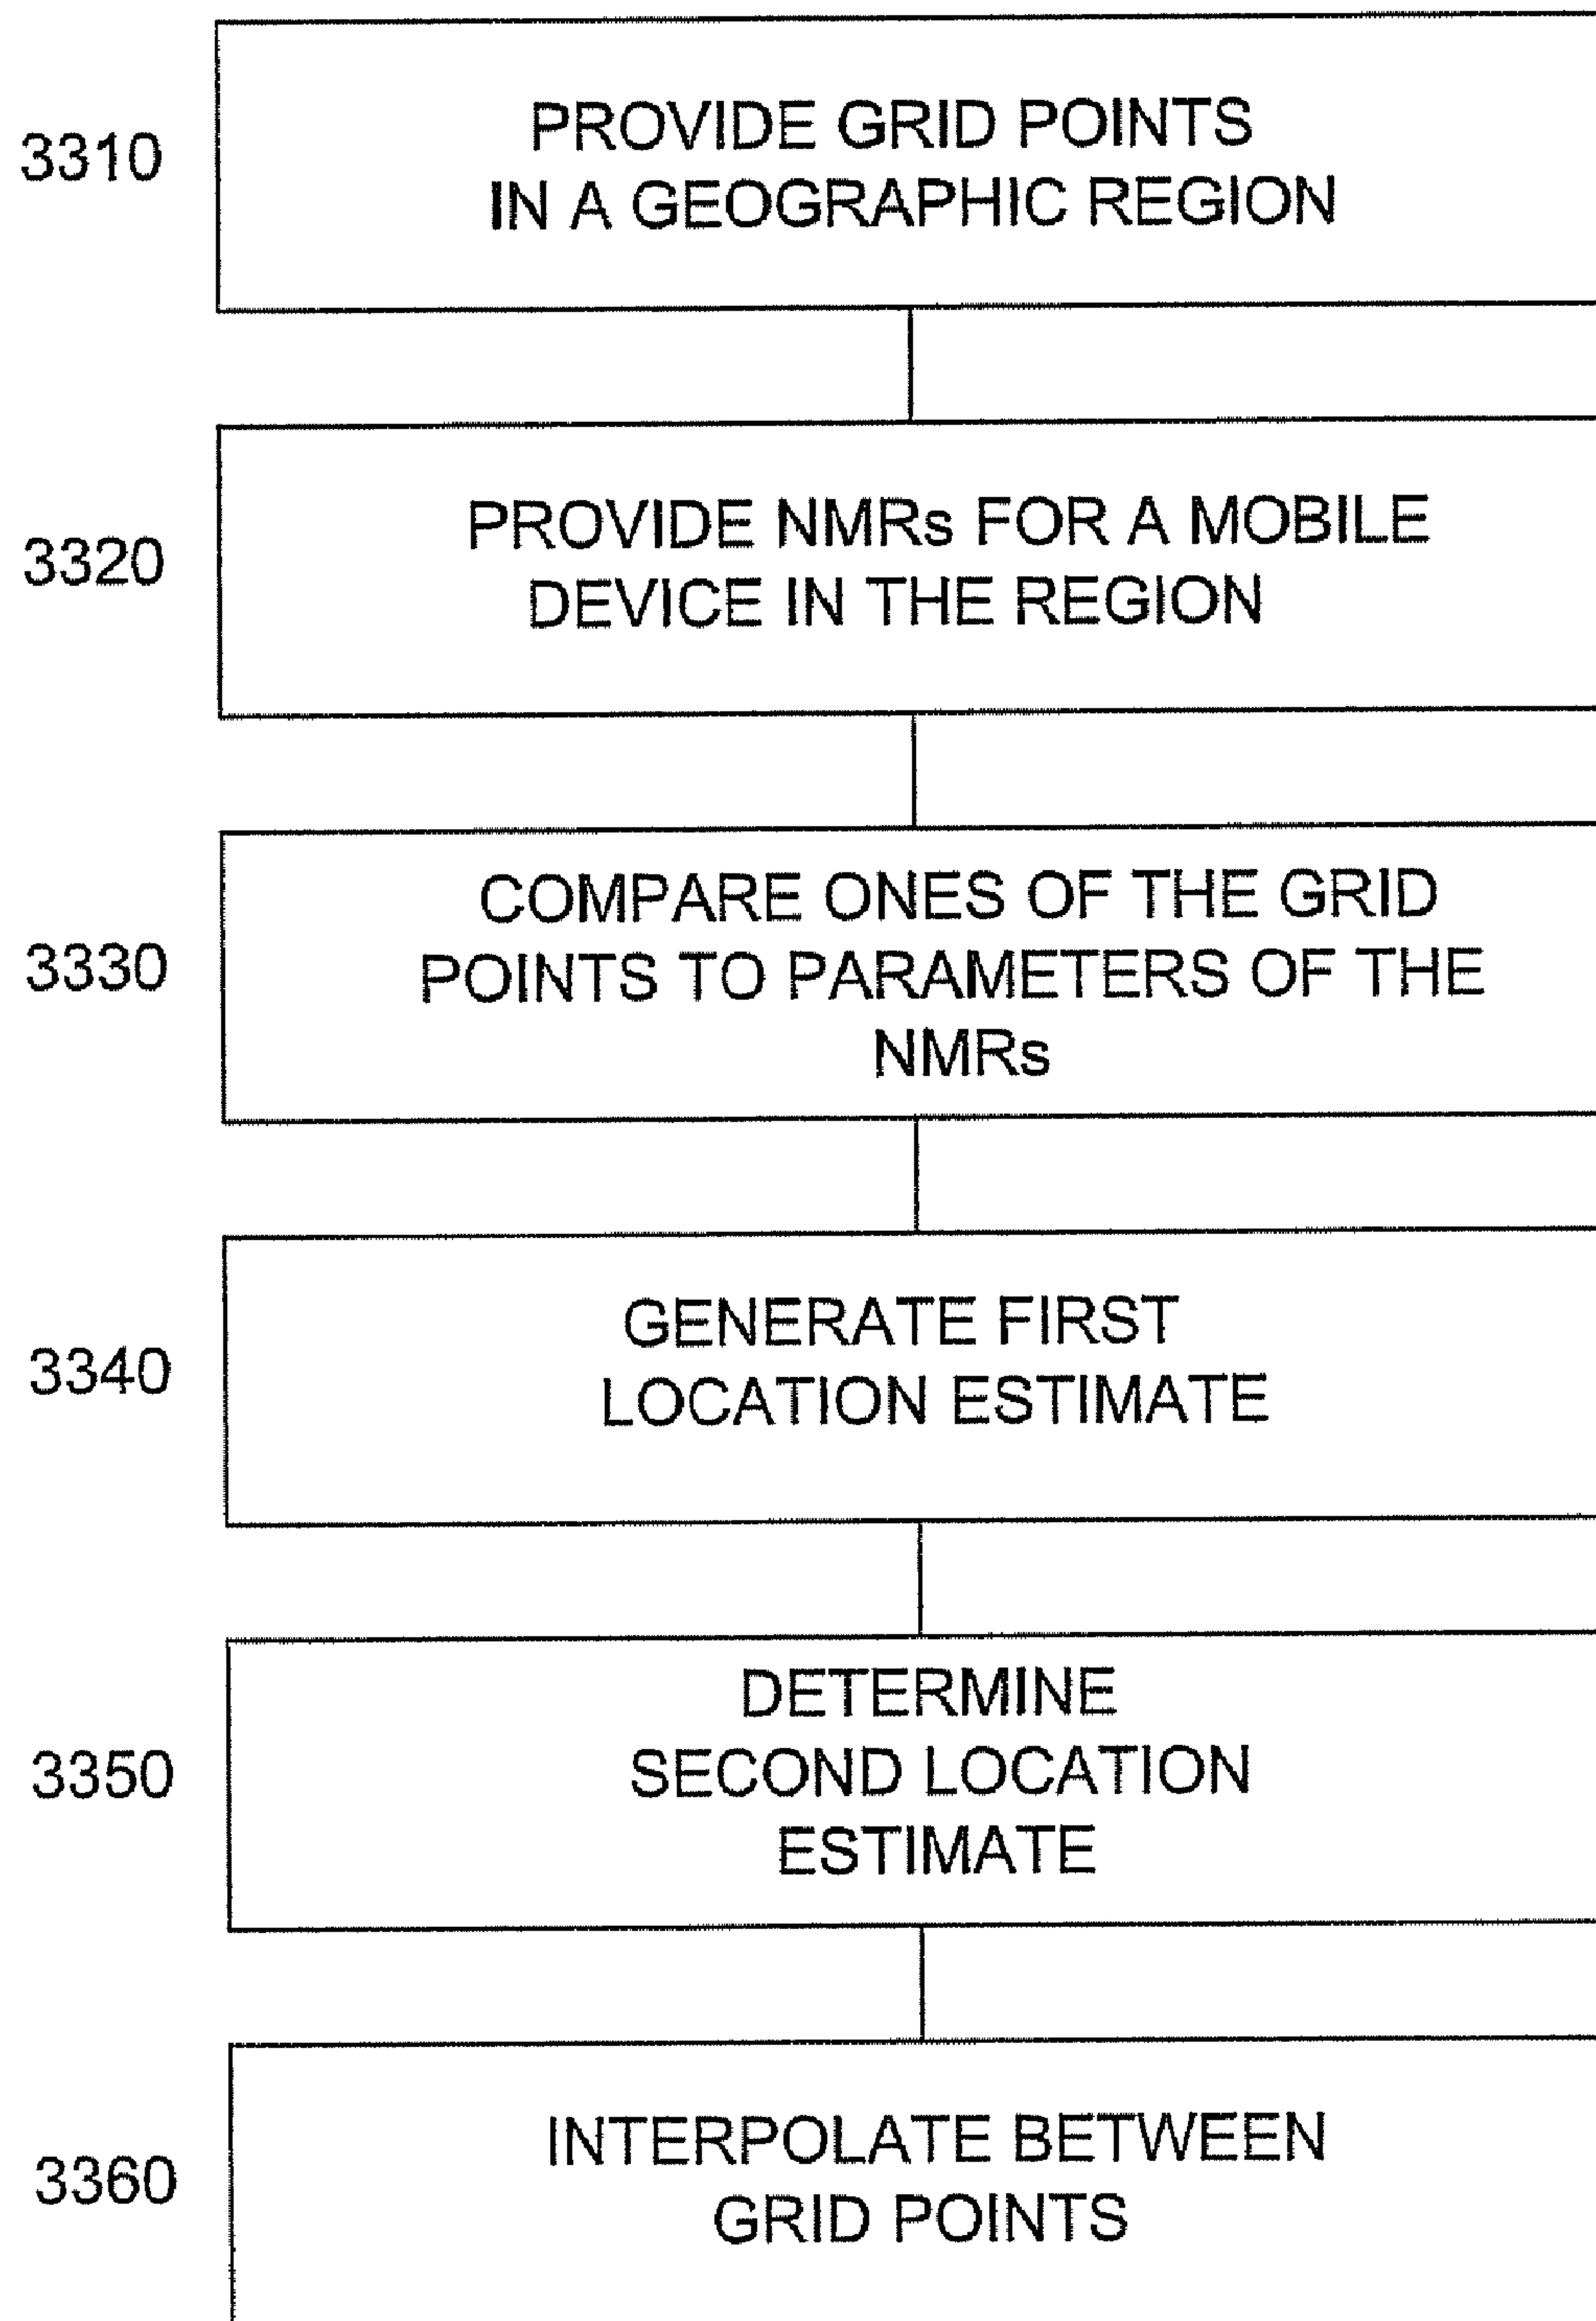 3310
PROVIDE GRID POINTS
IN A GEOGRAPHIC REGION
3320
PROVIDE NMRs FOR A MOBILE
DEVICE IN THE REGION
3330
COMPARE ONES OF THE GRID
POINTS TO PARAMETERS OF THE
NMRs
3340
GENERATE FIRST
LOCATION ESTIMATE
3350
DETERMINE
SECOND LOCATION
ESTIMATE
3360
INTERPOLATE BETWEEN
GRID POINTS